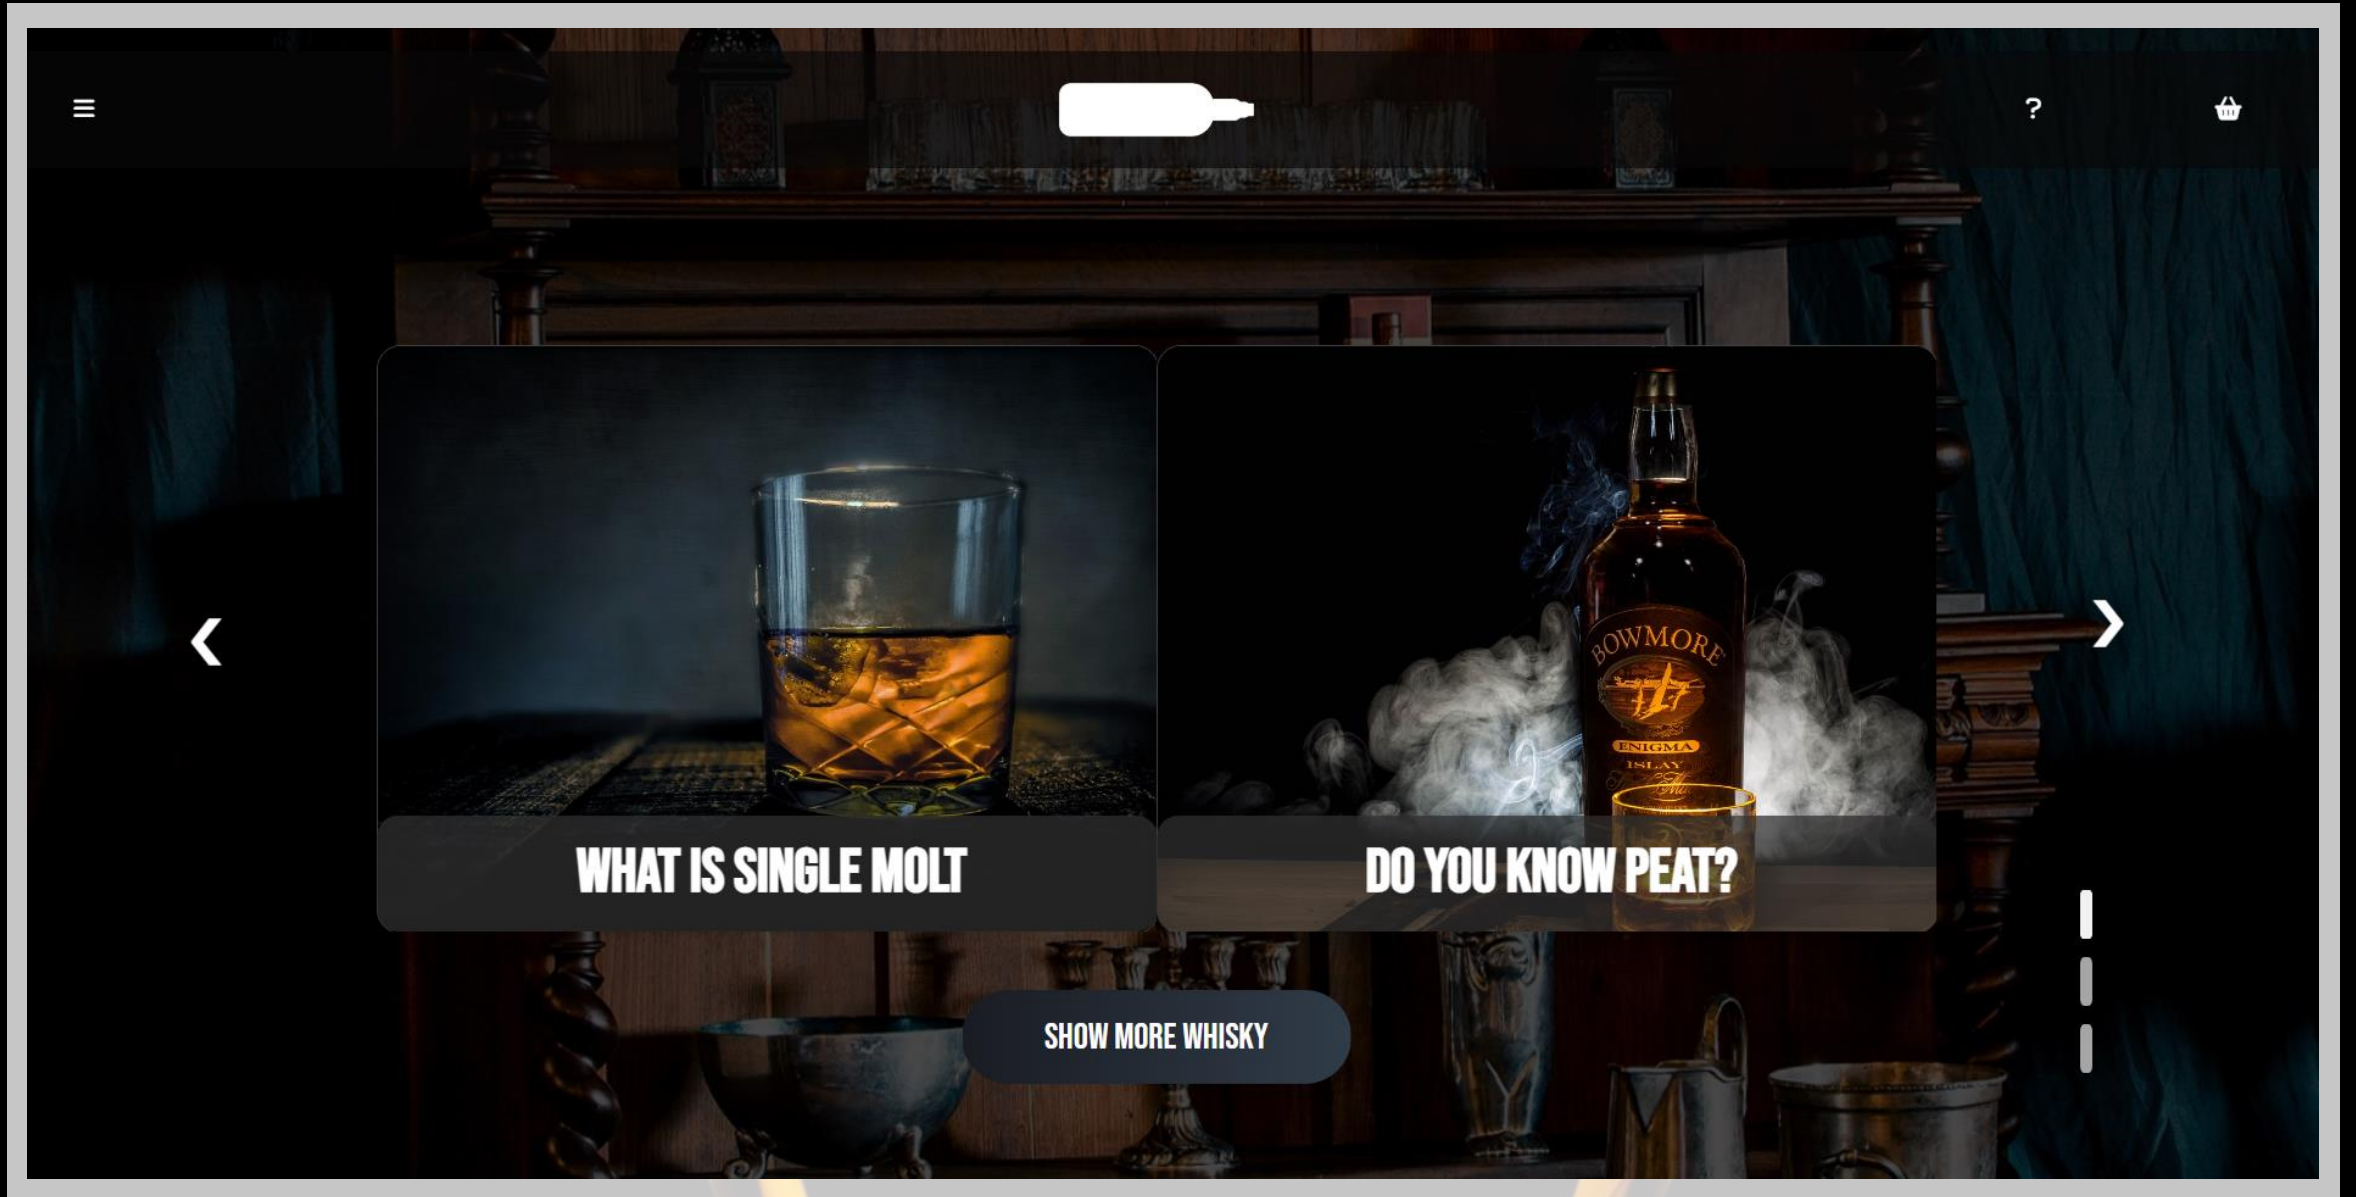 ?
BOWMORE
ENIGMA
ISLAY
WHAT IS SINGLE MOLT
DO YOU KNOW PEAT?
SHOW MORE WHISKY